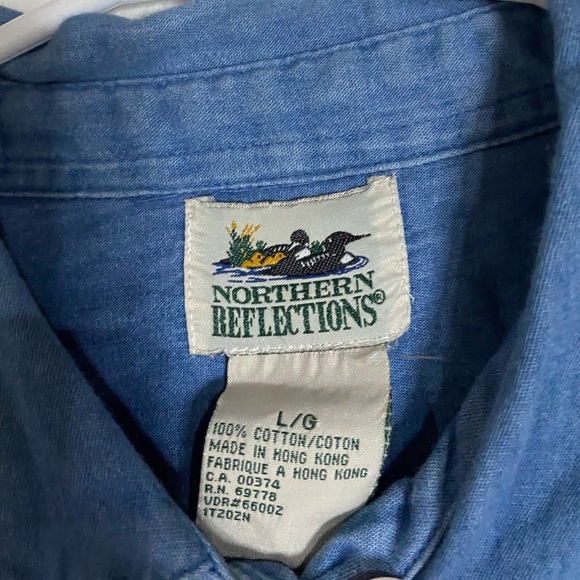 NORTHERN
REFLECTIONS®
L/G
100% COTTON/COTON
MADE IN HONG KONG
FABRIQUE A HONG KONG
C.A. 00374
R.N. 69778
VDR#66002
1T202N